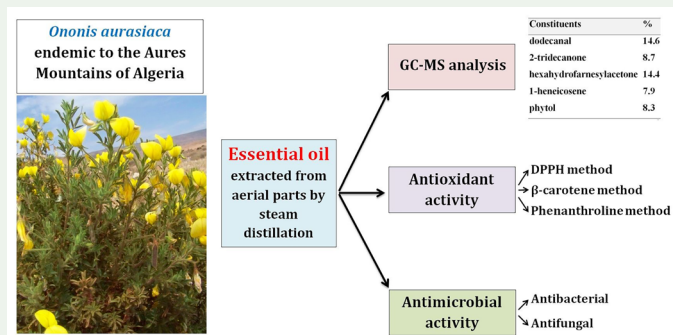 Ononis aurasiaca
endemic to the Aures
Mountains of Algeria
Essential oil
extracted from
aerial parts by
steam
distillation
GC-MS analysis
Constituents %
dodecanal 14.6
2-tridecanone 8.7
hexahydrofarnesylacetone 14.4
1-heneicosene 7.9
phytol 8.3
Antioxidant
activity
DPPH method
β-carotene method
Phenanthroline method
Antimicrobial
activity
Antibacterial
Antifungal